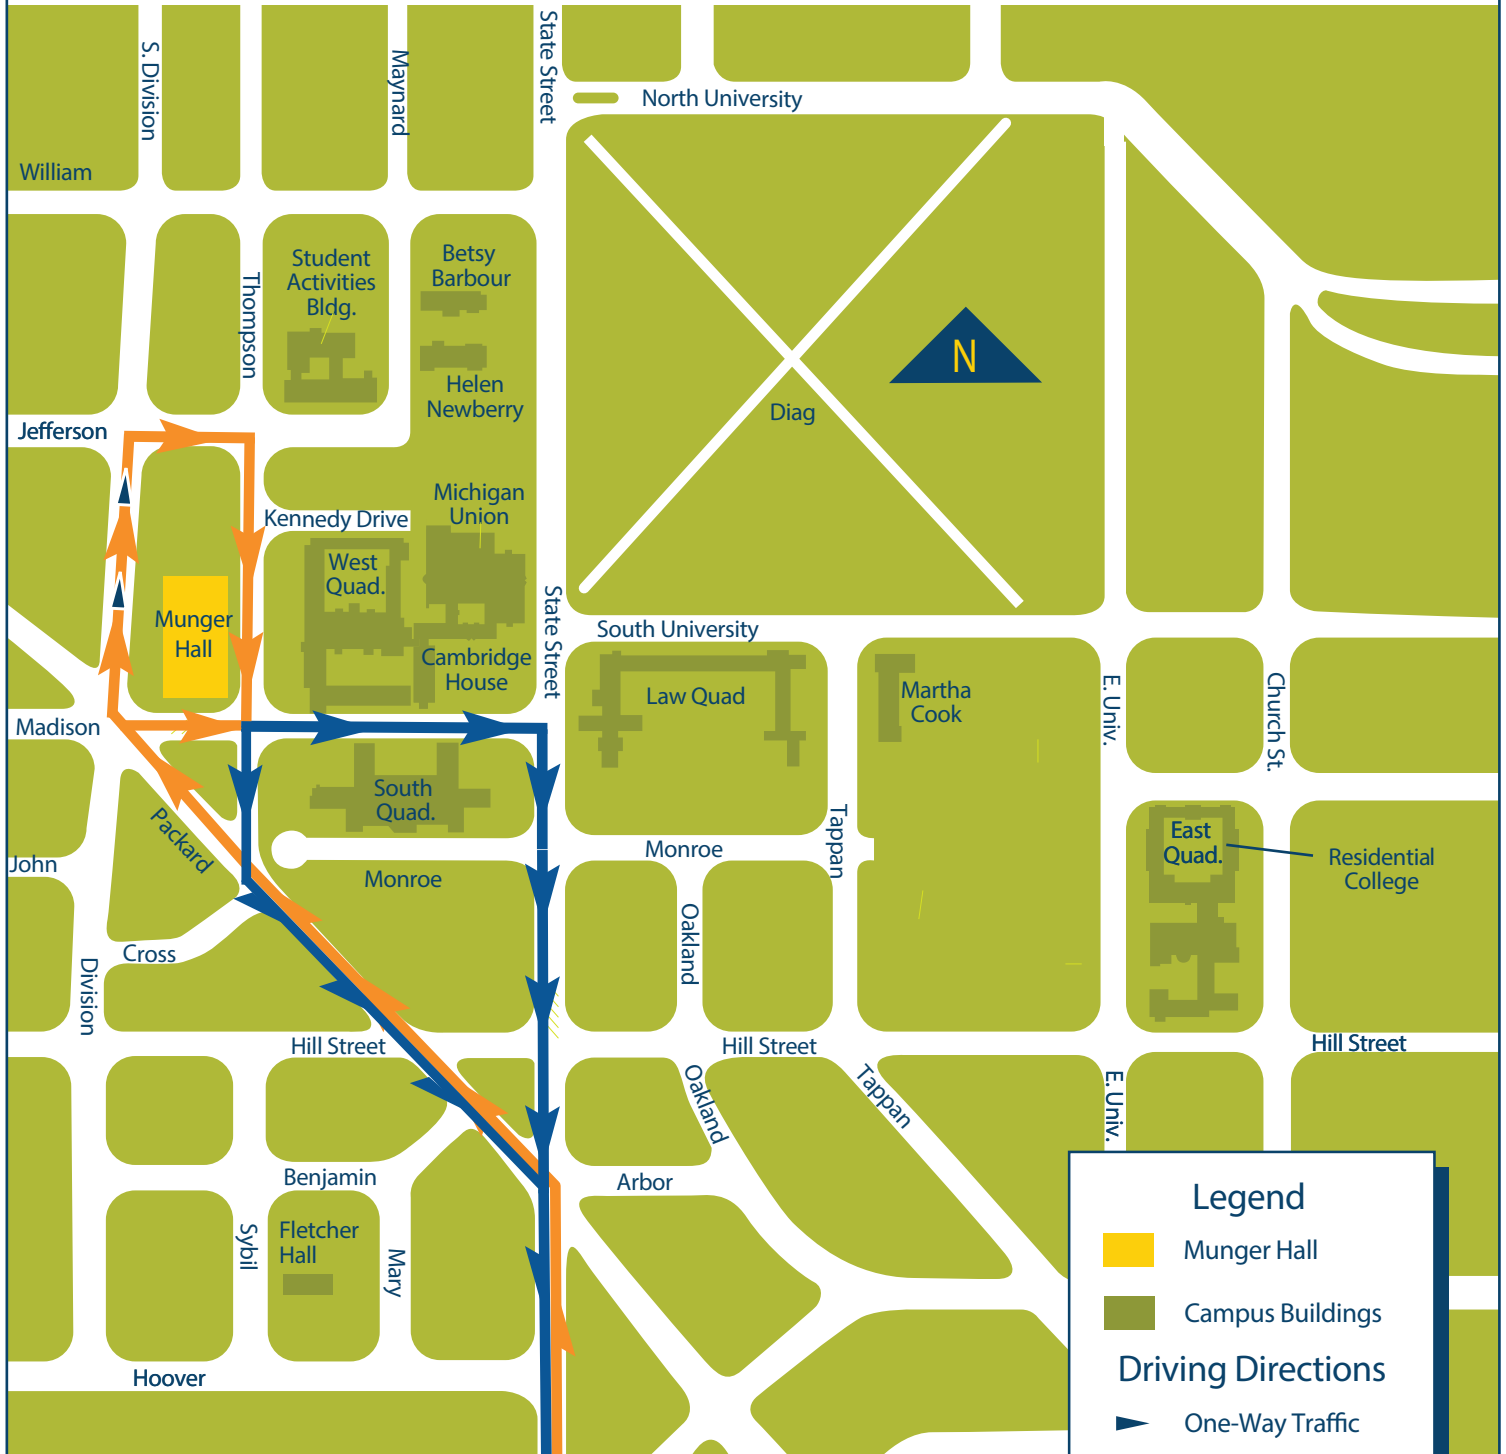 State Street
S. Division
Maynard
North University
William
Student
Activities
Bldg.
Betsy
Barbour
Thompson
N
Helen
Newberry
Diag
Jefferson
Michigan
Union
Kennedy Drive
West
Quad.
Munger
Hall
State Street
South University
Cambridge
House
Law Quad
Martha
Cook
E. Univ.
Church St.
Madison
South
Quad.
Packard
Tappan
East
Quad.
Residential
College
John
Monroe
Monroe
Oakland
Cross
Division
Hill Street
Hill Street
Hill Street
Oakland
Tappan
E. Univ.
Benjamin
Arbor
Sybil
Fletcher
Hall
Mary
Hoover
Legend
Munger Hall
Campus Buildings
Driving Directions
One-Way Traffic